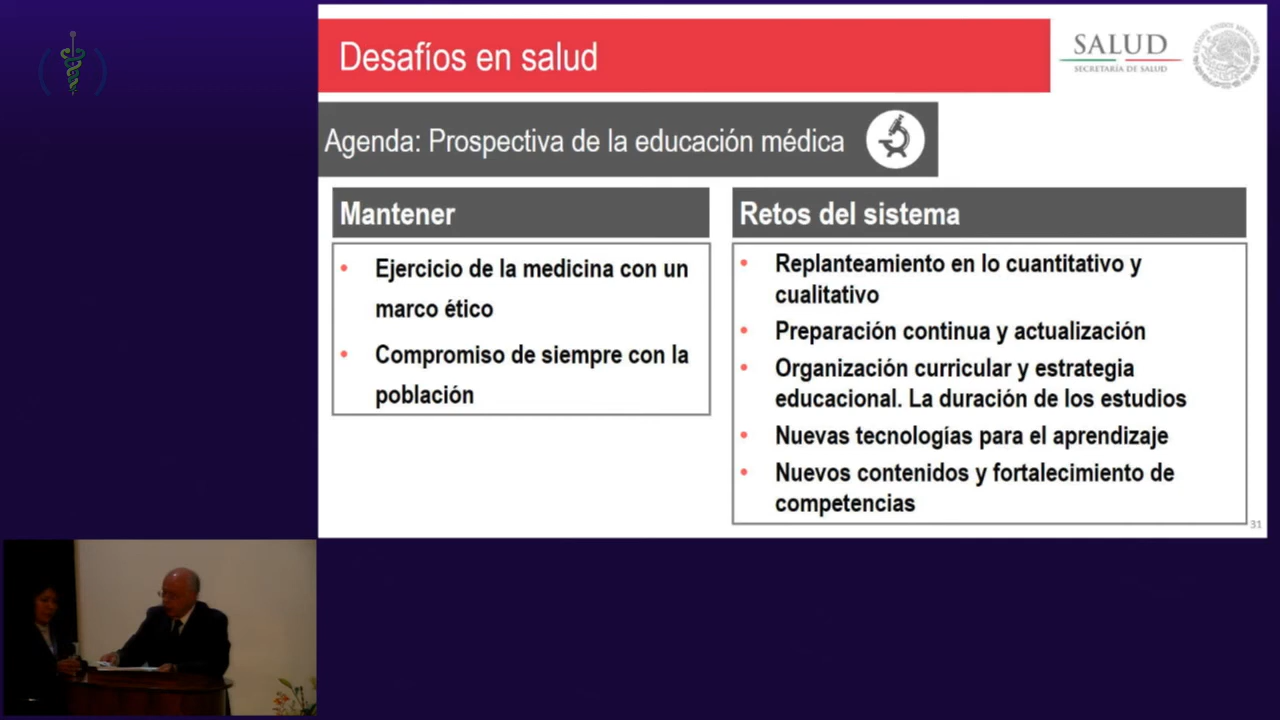 Desafíos en salud
SALUD
SECRETARÍA DE SALUD
Agenda: Prospectiva de la educación médica
Mantener
• Ejercicio de la medicina con un
marco ético
• Compromiso de siempre con la
población
Retos del sistema
• Replanteamiento en lo cuantitativo y
cualitativo
• Preparación continua y actualización
• Organización curricular y estrategia
educacional. La duración de los estudios
• Nuevas tecnologías para el aprendizaje
• Nuevos contenidos y fortalecimiento de
competencias
31